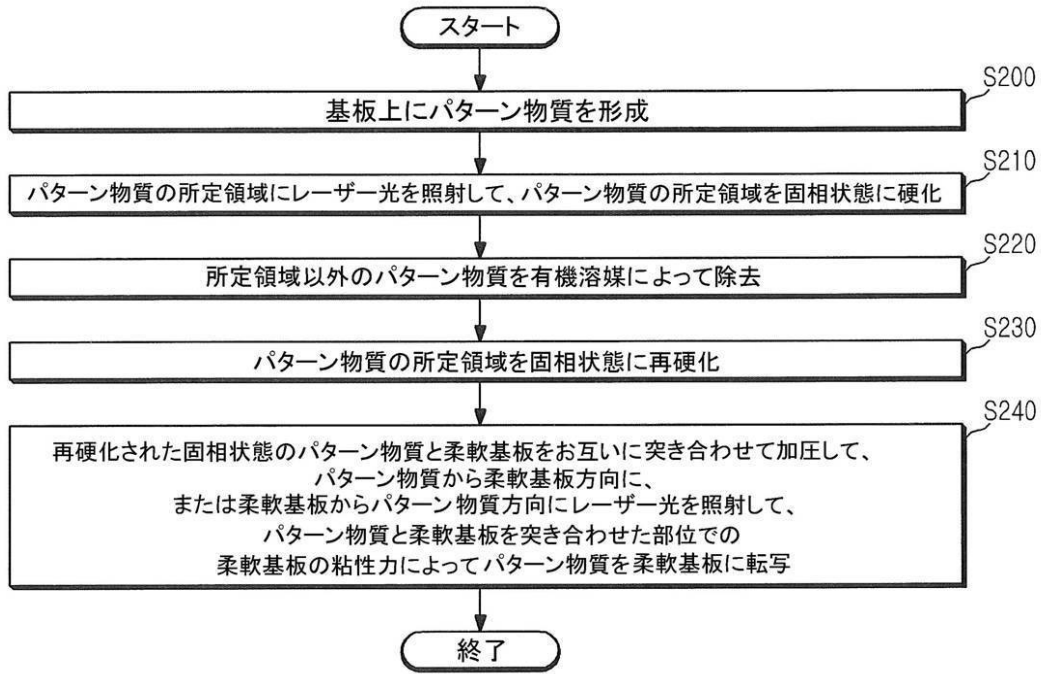 スタート
S200
基板上にパターン物質を形成
S210
パターン物質の所定領域にレーザー光を照射して、パターン物質の所定領域を固相状態に硬化
S220
所定領域以外のパターン物質を有機溶媒によって除去
S230
パターン物質の所定領域を固相状態に再硬化
S240
再硬化された固相状態のパターン物質と柔軟基板をお互いに突き合わせて加圧して、
パターン物質から柔軟基板方向に、
または柔軟基板からパターン物質方向にレーザー光を照射して、
パターン物質と柔軟基板を突き合わせた部位での
柔軟基板の粘性力によってパターン物質を柔軟基板に転写
終了